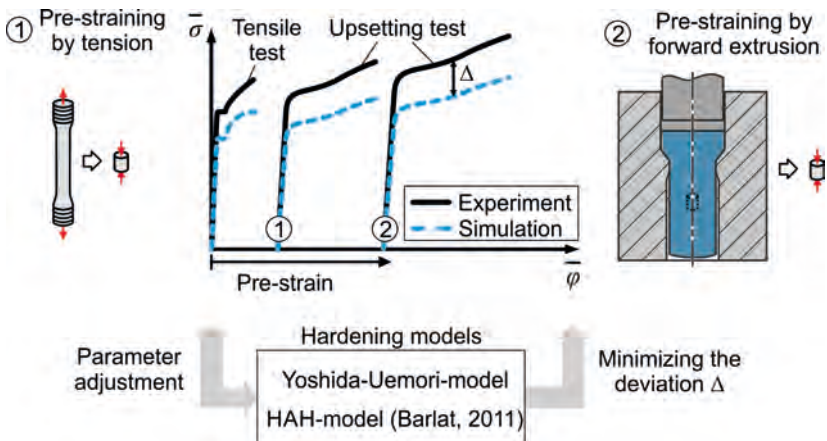 ① Pre-straining
by tension
σ̅
Tensile
test
Upsetting test
Δ
② Pre-straining by
forward extrusion
Experiment
Simulation
①
②
Pre-strain
φ̅
Parameter
adjustment
Hardening models
Yoshida-Uemori-model
HAH-model (Barlat, 2011)
Minimizing the
deviation Δ